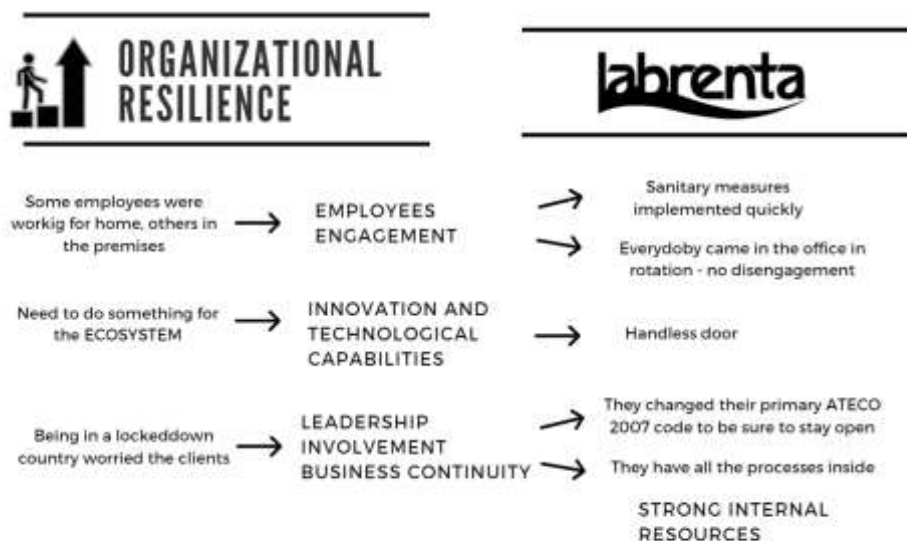 ORGANIZATIONAL
RESILIENCE
labrenta
Some employees were
workig for home, others in
the premises
EMPLOYEES
ENGAGEMENT
Sanitary measures
implemented quickly
Everydoby came in the office in
rotation - no disengagement
Need to do something for
the ECOSYSTEM
INNOVATION AND
TECHNOLOGICAL
CAPABILITIES
Handless door
Being in a lockeddown
country worried the clients
LEADERSHIP
INVOLVEMENT
BUSINESS CONTINUITY
They changed their primary ATECO
2007 code to be sure to stay open
They have all the processes inside
STRONG INTERNAL
RESOURCES